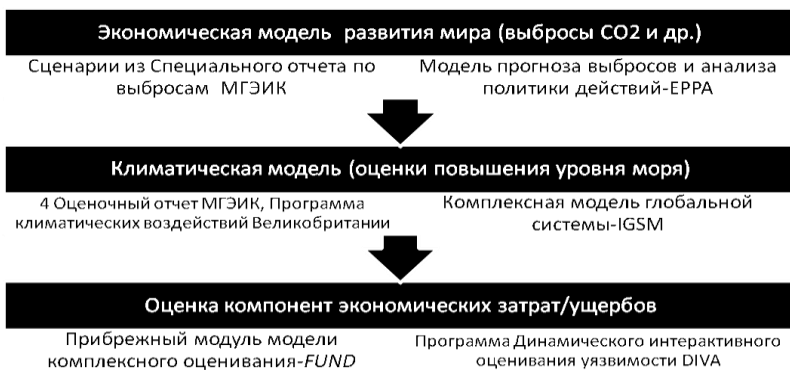 Экономическая модель развития мира (выбросы СО2 и др.)
Сценарии из Специального отчета по
выбросам МГЭИК
Модель прогноза выбросов и анализа
политики действий-EPPA
Климатическая модель (оценки повышения уровня моря)
4 Оценочный отчет МГЭИК, Программа
климатических воздействий Великобритании
Комплексная модель глобальной
системы-IGSM
Оценка компонент экономических затрат/ущербов
Прибрежный модуль модели
комплексного оценивания-FUND
Программа Динамического интерактивного
оценивания уязвимости DIVA